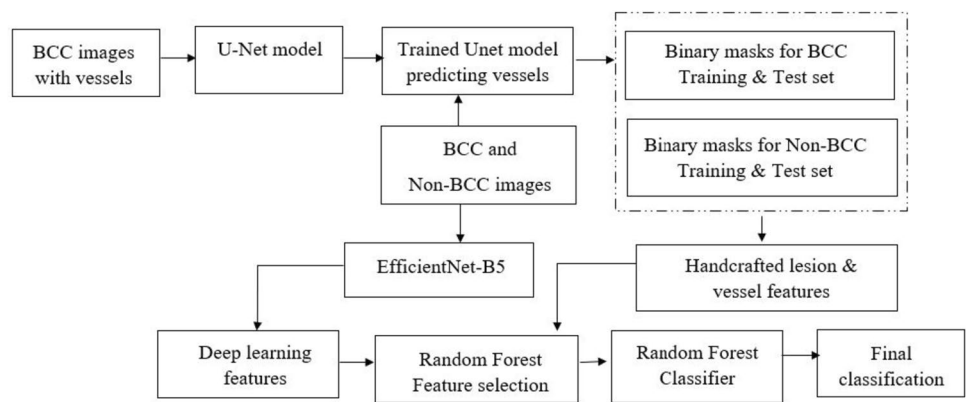 BCC images
with vessels
U-Net model
Trained Unet model
predicting vessels
Binary masks for BCC
Training & Test set
Binary masks for Non-BCC
Training & Test set
BCC and
Non-BCC images
EfficientNet-B5
Handcrafted lesion &
vessel features
Deep learning
features
Random Forest
Feature selection
Random Forest
Classifier
Final
classification